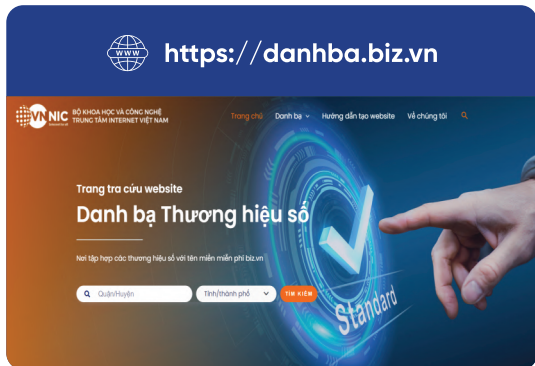 www
https://danhba.biz.vn
VNNIC
BỘ KHOA HỌC VÀ CÔNG NGHỆ
TRUNG TÂM INTERNET VIỆT NAM
Trang chủ Danh bạ Hướng dẫn tạo website Về chúng tôi
Trang tra cứu website
Danh bạ Thương hiệu số
Nơi tập hợp các thương hiệu số với tên miền miễn phí biz.vn
Quận/Huyện Tỉnh/thành phố TÌM KIẾM
Standard